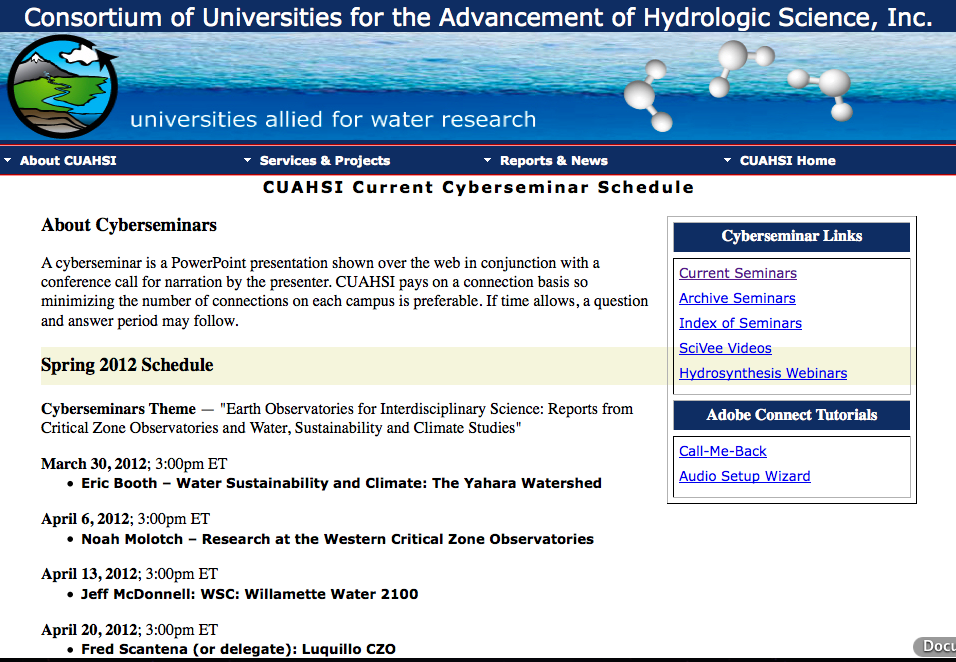 Consortium of Universities for the Advancement of Hydrologic Science, Inc.
universities allied for water research
About CUAHSI
Services & Projects
Reports & News
CUAHSI Home
CUAHSI Current Cyberseminar Schedule
About Cyberseminars
A cyberseminar is a PowerPoint presentation shown over the web in conjunction with a
conference call for narration by the presenter. CUAHSI pays on a connection basis so
minimizing the number of connections on each campus is preferable. If time allows, a question
and answer period may follow.
Spring 2012 Schedule
Cyberseminars Theme — "Earth Observatories for Interdisciplinary Science: Reports from
Critical Zone Observatories and Water, Sustainability and Climate Studies"
March 30, 2012; 3:00pm ET
• Eric Booth – Water Sustainability and Climate: The Yahara Watershed
April 6, 2012; 3:00pm ET
• Noah Molotch – Research at the Western Critical Zone Observatories
April 13, 2012; 3:00pm ET
• Jeff McDonnell: WSC: Willamette Water 2100
April 20, 2012; 3:00pm ET
• Fred Scantena (or delegate): Luquillo CZO
Cyberseminar Links
Current Seminars
Archive Seminars
Index of Seminars
SciVee Videos
Hydrosynthesis Webinars
Adobe Connect Tutorials
Call-Me-Back
Audio Setup Wizard
Docu